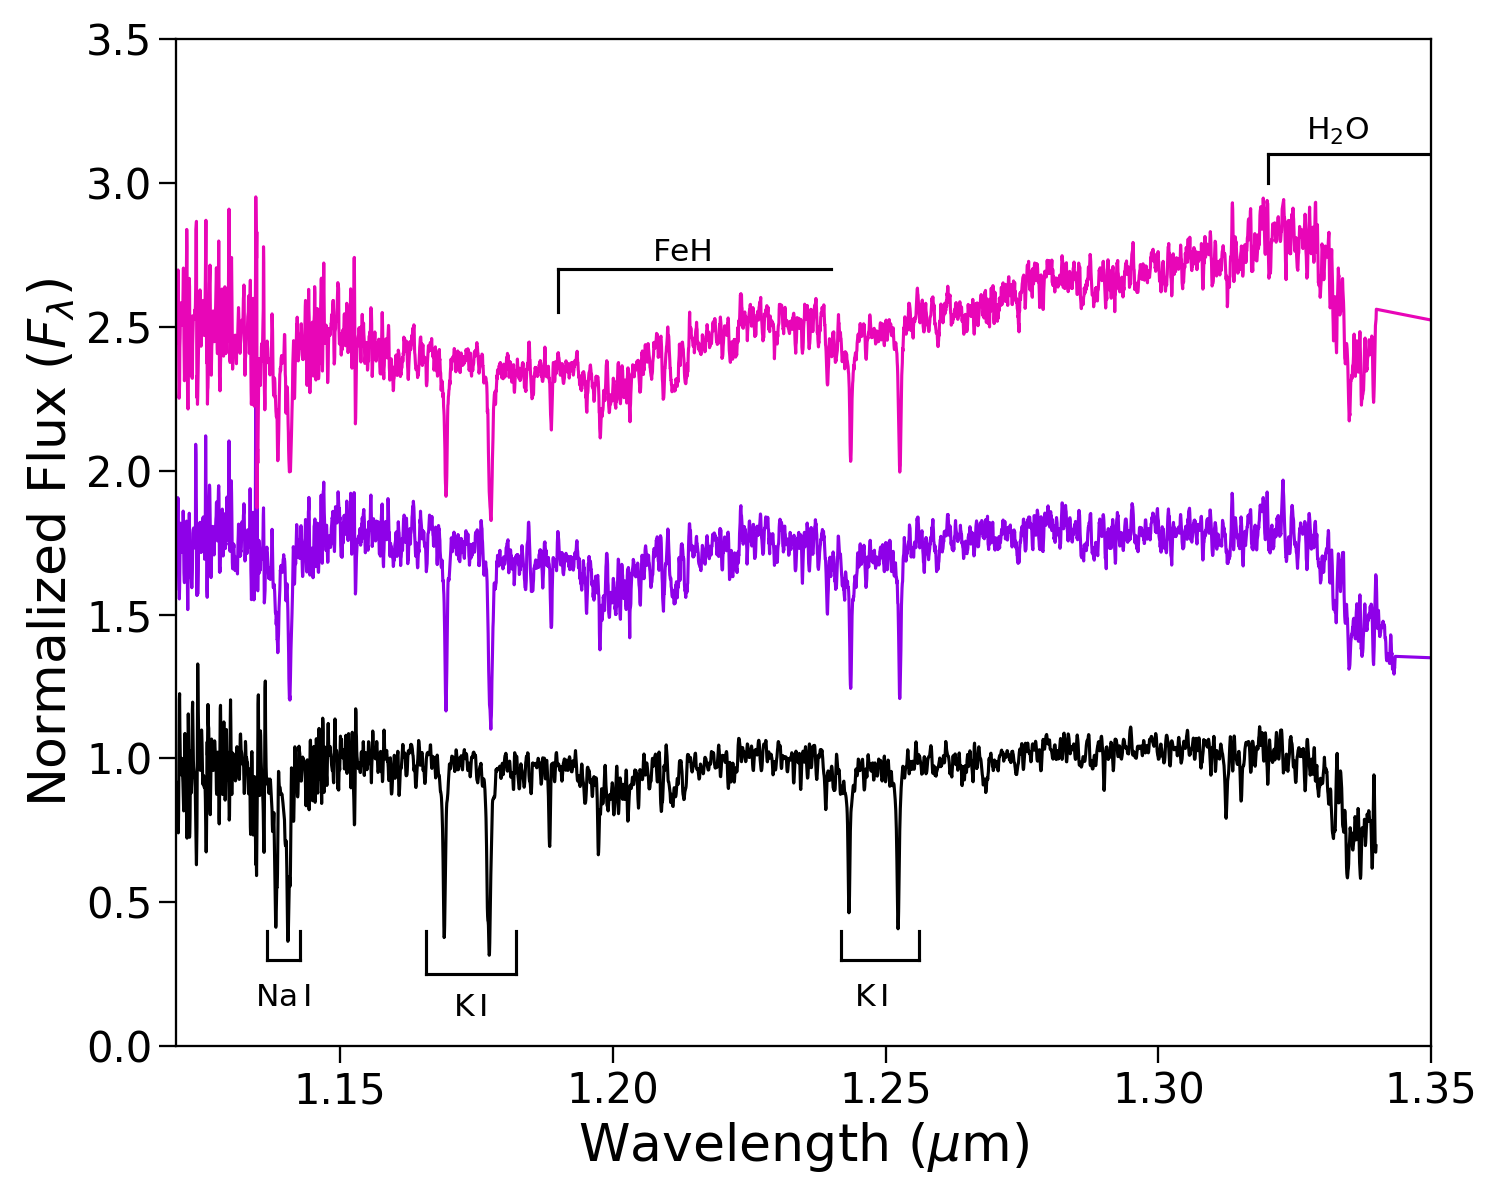 3.5
3.0
2.5
2.0
1.5
1.0
0.5
0.0
Normalized Flux (Fλ)
H₂O
FeH
Na I
K I
K I
1.15 1.20 1.25 1.30 1.35
Wavelength (μm)